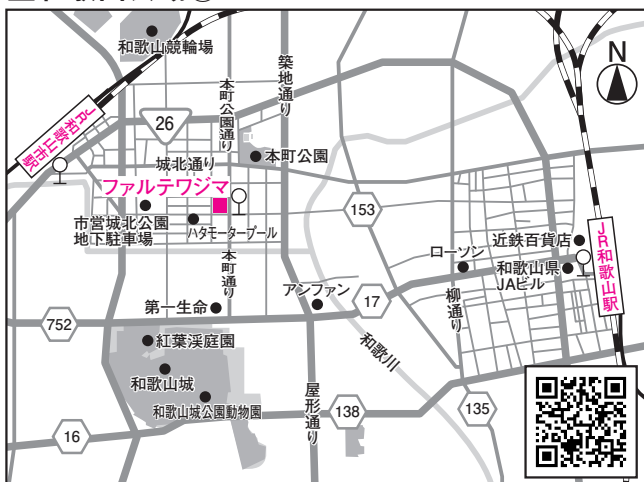 和歌山競輪場
N
築地通り
本町公園通り
JR和歌山市駅
26
城北通り
本町公園
ファルテワジマ
市営城北公園
地下駐車場
ハタモータープール
153
近鉄百貨店
ローソン
和歌山県
JAビル
JR和歌山駅
本町通り
第一生命
アンファン
17
柳通り
752
紅葉渓庭園
和歌川
和歌山城
和歌山城公園動物園
屋形通り
138
135
16